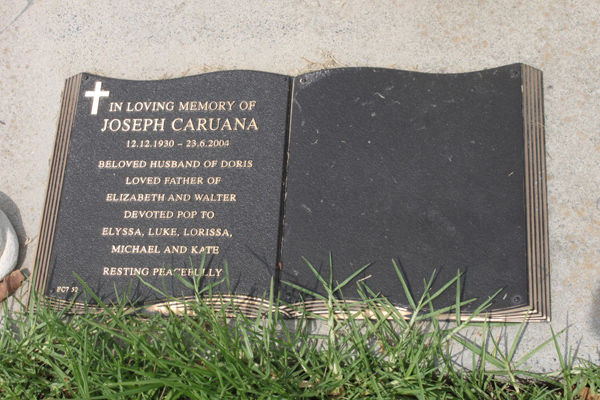 IN LOVING MEMORY OF
JOSEPH CARUANA
12.12.1930 - 23.6.2004
BELOVED HUSBAND OF DORIS
LOVED FATHER OF
ELIZABETH AND WALTER
DEVOTED POP TO
ELYSSA, LUKE, LORISSA,
MICHAEL AND KATE
RESTING PEACEFULLY